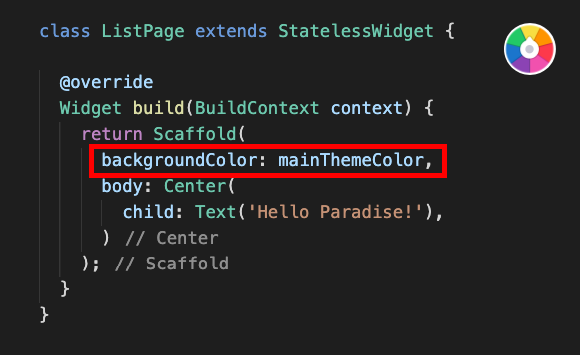 class ListPage extends StatelessWidget {
@override
Widget build(BuildContext context) {
return Scaffold(
backgroundColor: mainThemeColor,
body: Center(
child: Text('Hello Paradise!'),
) // Center
); // Scaffold
}
}